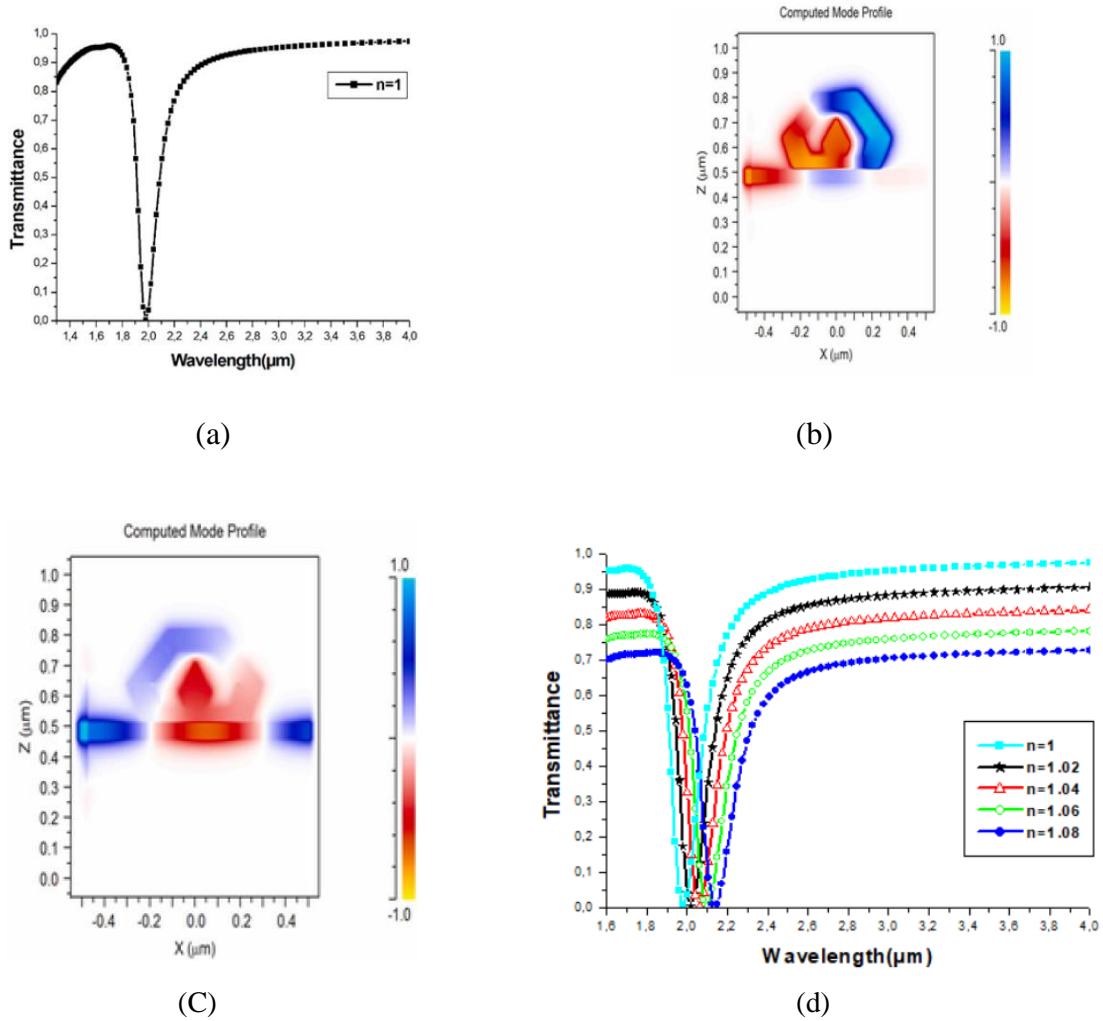 1,0
0,9
0,8
0,7
0,6
0,5
0,4
0,3
0,2
0,1
0,0
Transmittance
n=1
1,4 1,6 1,8 2,0 2,2 2,4 2,6 2,8 3,0 3,2 3,4 3,6 3,8 4,0
Wavelength(µm)
(a)
Computed Mode Profile
1.0
0.9
0.8
0.7
0.6
0.5
0.4
0.3
0.2
0.1
0.0
Z (µm)
-0.4 -0.2 0.0 0.2 0.4
X (µm)
1.0
-1.0
(b)
Computed Mode Profile
1.0
0.9
0.8
0.7
0.6
0.5
0.4
0.3
0.2
0.1
0.0
Z (µm)
-0.4 -0.2 0.0 0.2 0.4
X (µm)
1.0
-1.0
(C)
1,0
0,9
0,8
0,7
0,6
0,5
0,4
0,3
0,2
0,1
0,0
Transmittance
n=1
n=1.02
n=1.04
n=1.06
n=1.08
1,6 1,8 2,0 2,2 2,4 2,6 2,8 3,0 3,2 3,4 3,6 3,8 4,0
Wavelength(µm)
(d)